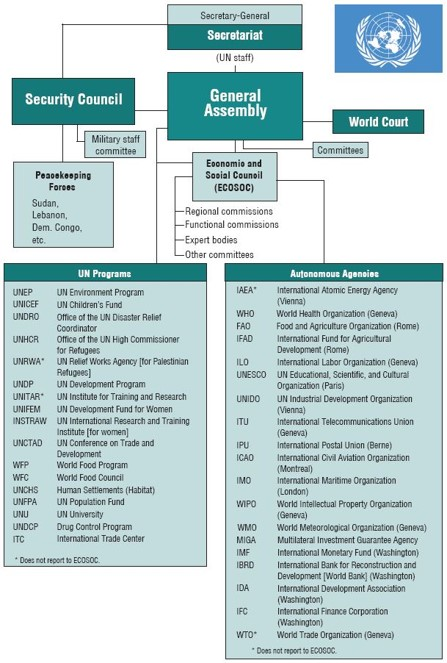 Secretary-General
Secretariat
(UN staff)
Security Council
General
Assembly
World Court
Military staff
committee
Committees
Peacekeeping
Forces
Sudan,
Lebanon,
Dem. Congo,
etc.
Economic and
Social Council
(ECOSOC)
Regional commissions
Functional commissions
Expert bodies
Other committees
UN Programs
UNEP UN Environment Program
UNICEF UN Children's Fund
UNDRO Office of the UN Disaster Relief
Coordinator
UNHCR Office of the UN High Commissioner
for Refugees
UNRWA* UN Relief Works Agency [for Palestinian
Refugees]
UNDP UN Development Program
UNITAR* UN Institute for Training and Research
UNIFEM UN Development Fund for Women
INSTRAW UN International Research and Training
Institute [for women]
UNCTAD UN Conference on Trade and
Development
WFP World Food Program
WFC World Food Council
UNCHS Human Settlements (Habitat)
UNFPA UN Population Fund
UNU UN University
UNDCP Drug Control Program
ITC International Trade Center
* Does not report to ECOSOC.
Autonomous Agencies
IAEA* International Atomic Energy Agency
(Vienna)
WHO World Health Organization (Geneva)
FAO Food and Agriculture Organization (Rome)
IFAD International Fund for Agricultural
Development (Rome)
ILO International Labor Organization (Geneva)
UNESCO UN Educational, Scientific, and Cultural
Organization (Paris)
UNIDO UN Industrial Development Organization
(Vienna)
ITU International Telecommunications Union
(Geneva)
IPU International Postal Union (Berne)
ICAO International Civil Aviation Organization
(Montreal)
IMO International Maritime Organization
(London)
WIPO World Intellectual Property Organization
(Geneva)
WMO World Meteorological Organization (Geneva)
MIGA Multilateral Investment Guarantee Agency
IMF International Monetary Fund (Washington)
IBRD International Bank for Reconstruction and
Development [World Bank] (Washington)
IDA International Development Association
(Washington)
IFC International Finance Corporation
(Washington)
WTO* World Trade Organization (Geneva)
* Does not report to ECOSOC.